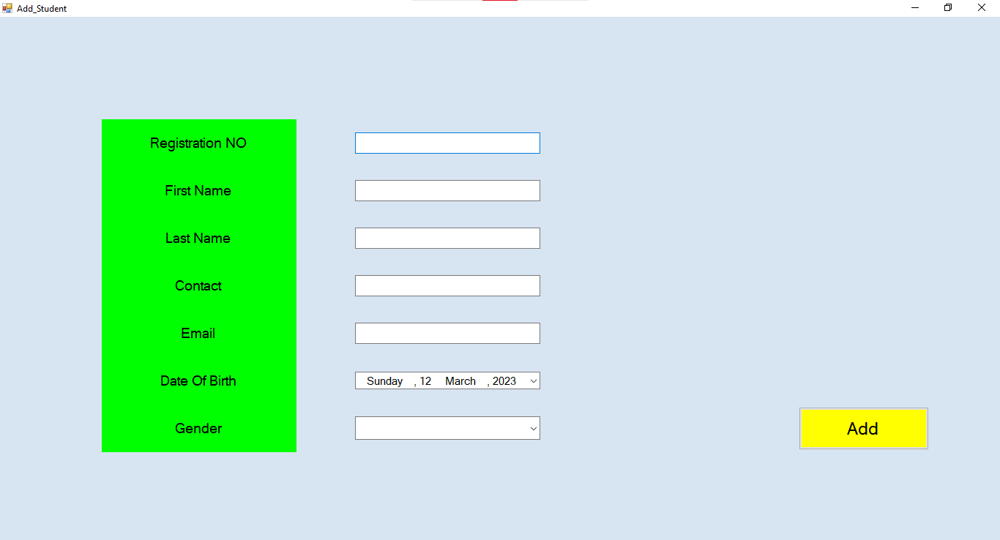 Add_Student
Registration NO
First Name
Last Name
Contact
Email
Date Of Birth
Sunday , 12 March , 2023
Gender
Add